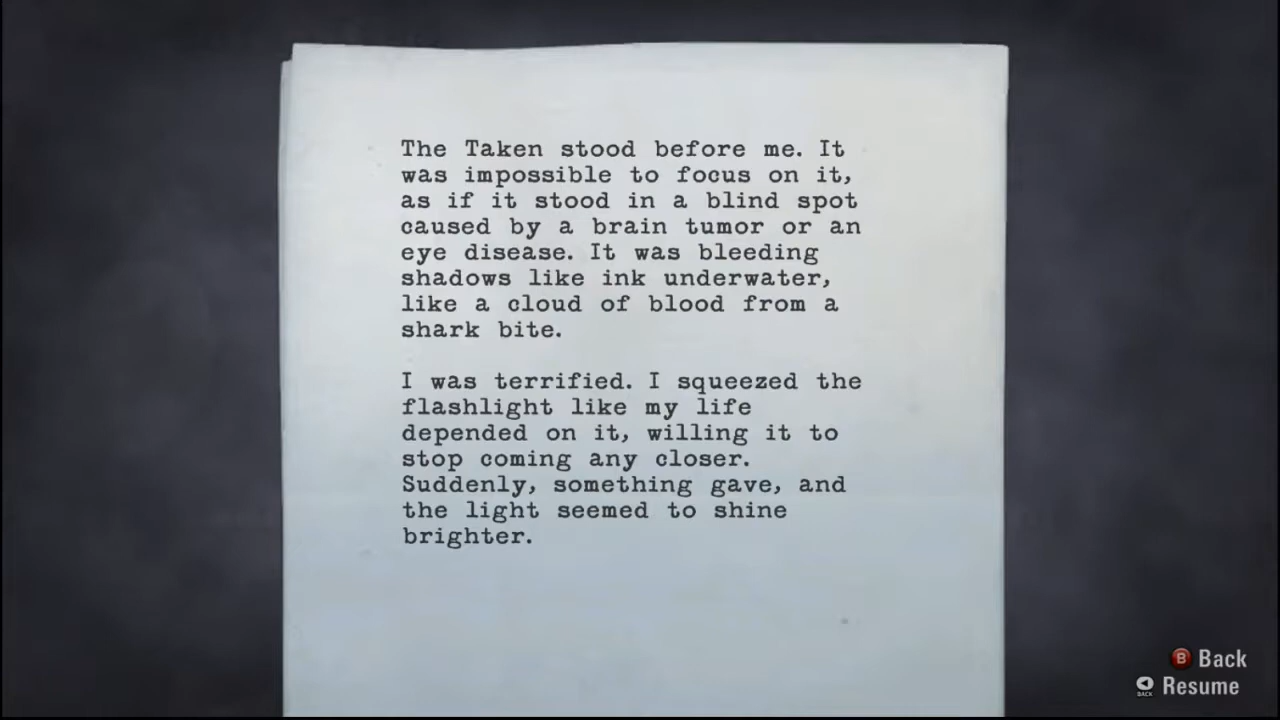 The Taken stood before me. It
was impossible to focus on it,
as if it stood in a blind spot
caused by a brain tumor or an
eye disease. It was bleeding
shadows like ink underwater,
like a cloud of blood from a
shark bite.
I was terrified. I squeezed the
flashlight like my life
depended on it, willing it to
stop coming any closer.
Suddenly, something gave, and
the light seemed to shine
brighter.
B Back
BACK Resume